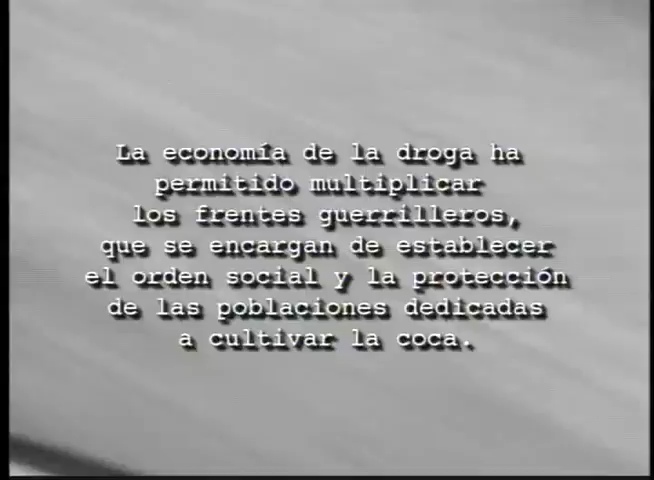 La economía de la droga ha
permitido multiplicar
los frentes guerrilleros,
que se encargan de establecer
el orden social y la protección
de las poblaciones dedicadas
a cultivar la coca.